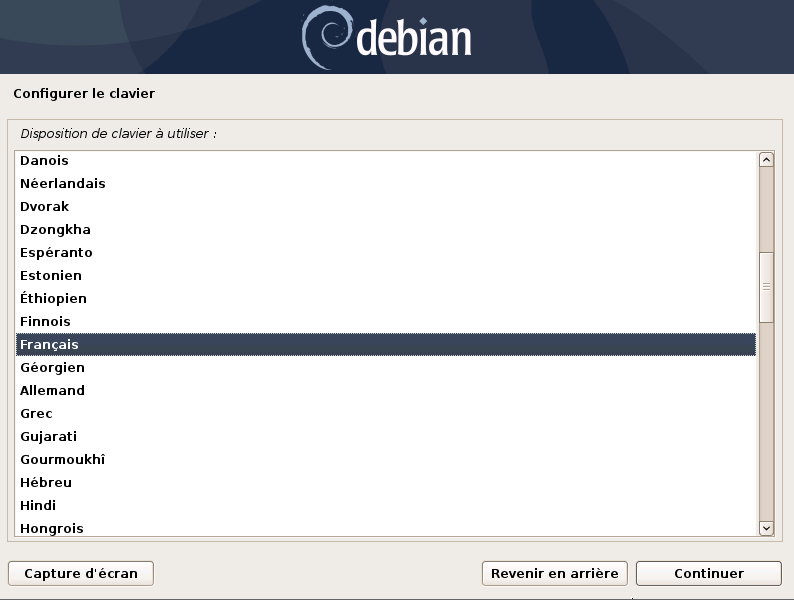 debian
Configurer le clavier
Disposition de clavier à utiliser :
Danois
Néerlandais
Dvorak
Dzongkha
Espéranto
Estonien
Éthiopien
Finnois
Français
Géorgien
Allemand
Grec
Gujarati
Gourmoukhî
Hébreu
Hindi
Hongrois
Capture d'écran
Revenir en arrière
Continuer